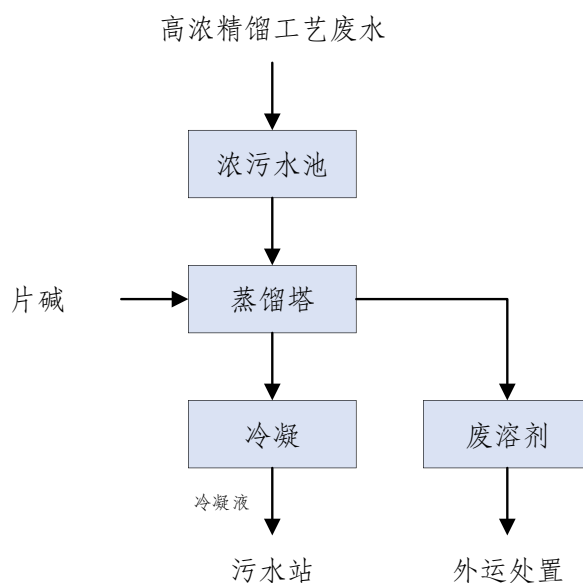 高浓精馏工艺废水
浓污水池
片碱
蒸馏塔
冷凝
废溶剂
冷凝液
污水站
外运处置